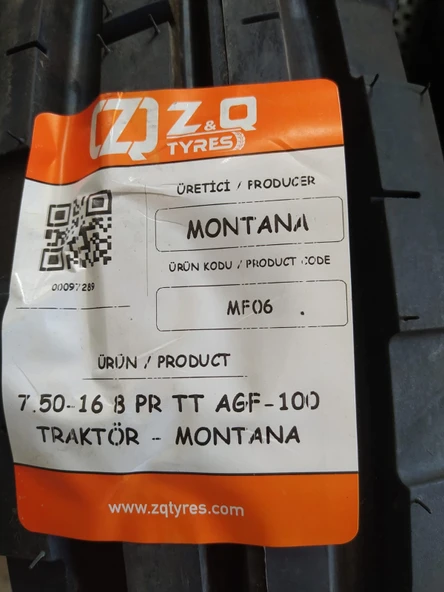 ZQ Z&Q
TYRES
ÜRETİCİ / PRODUCER
MONTANA
ÜRÜN KODU / PRODUCT CODE
MF06 .
00097289
ÜRÜN / PRODUCT
7.50-16 8 PR TT AGF-100
TRAKTÖR - MONTANA
www.zqtyres.com